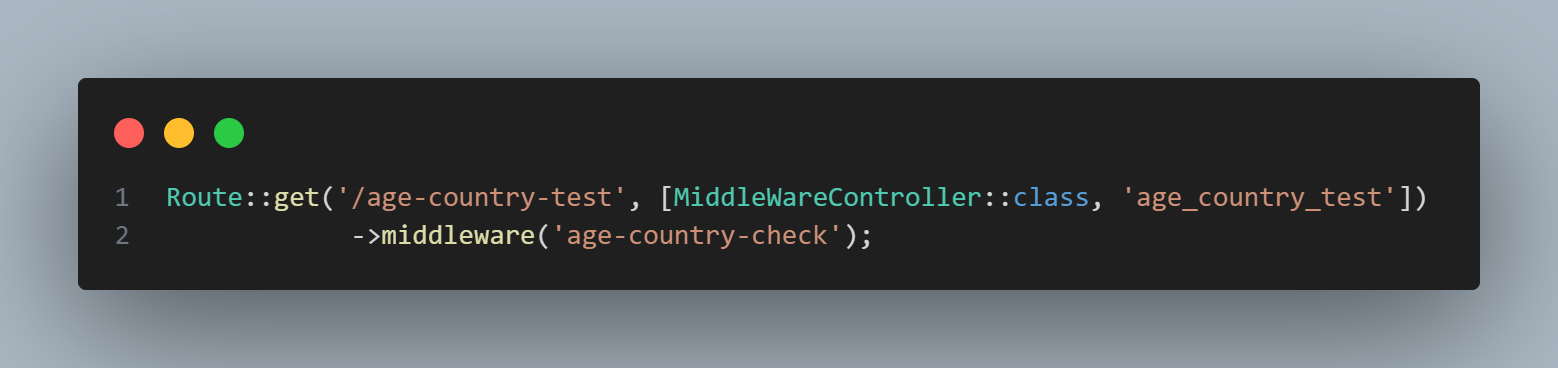 1 Route::get('/age-country-test', [MiddleWareController::class, 'age_country_test'])
2 ->middleware('age-country-check');